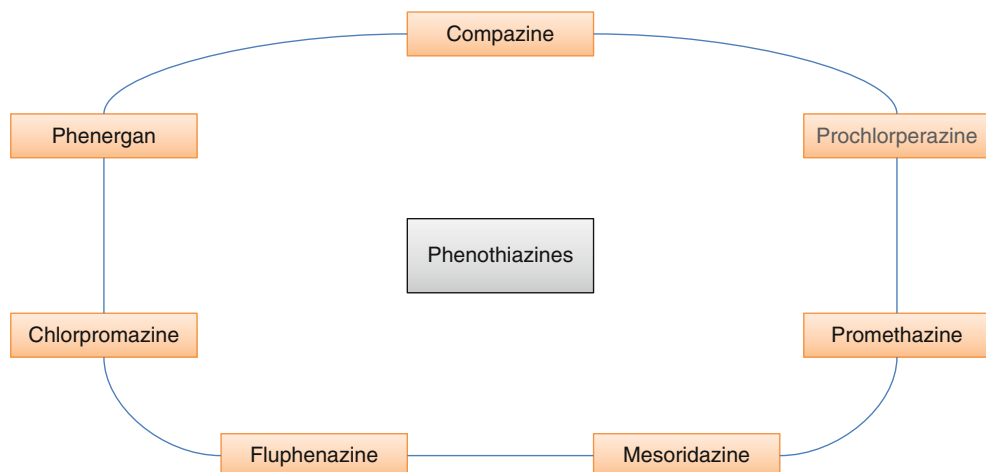 Compazine
Phenergan
Prochlorperazine
Phenothiazines
Chlorpromazine
Promethazine
Fluphenazine
Mesoridazine